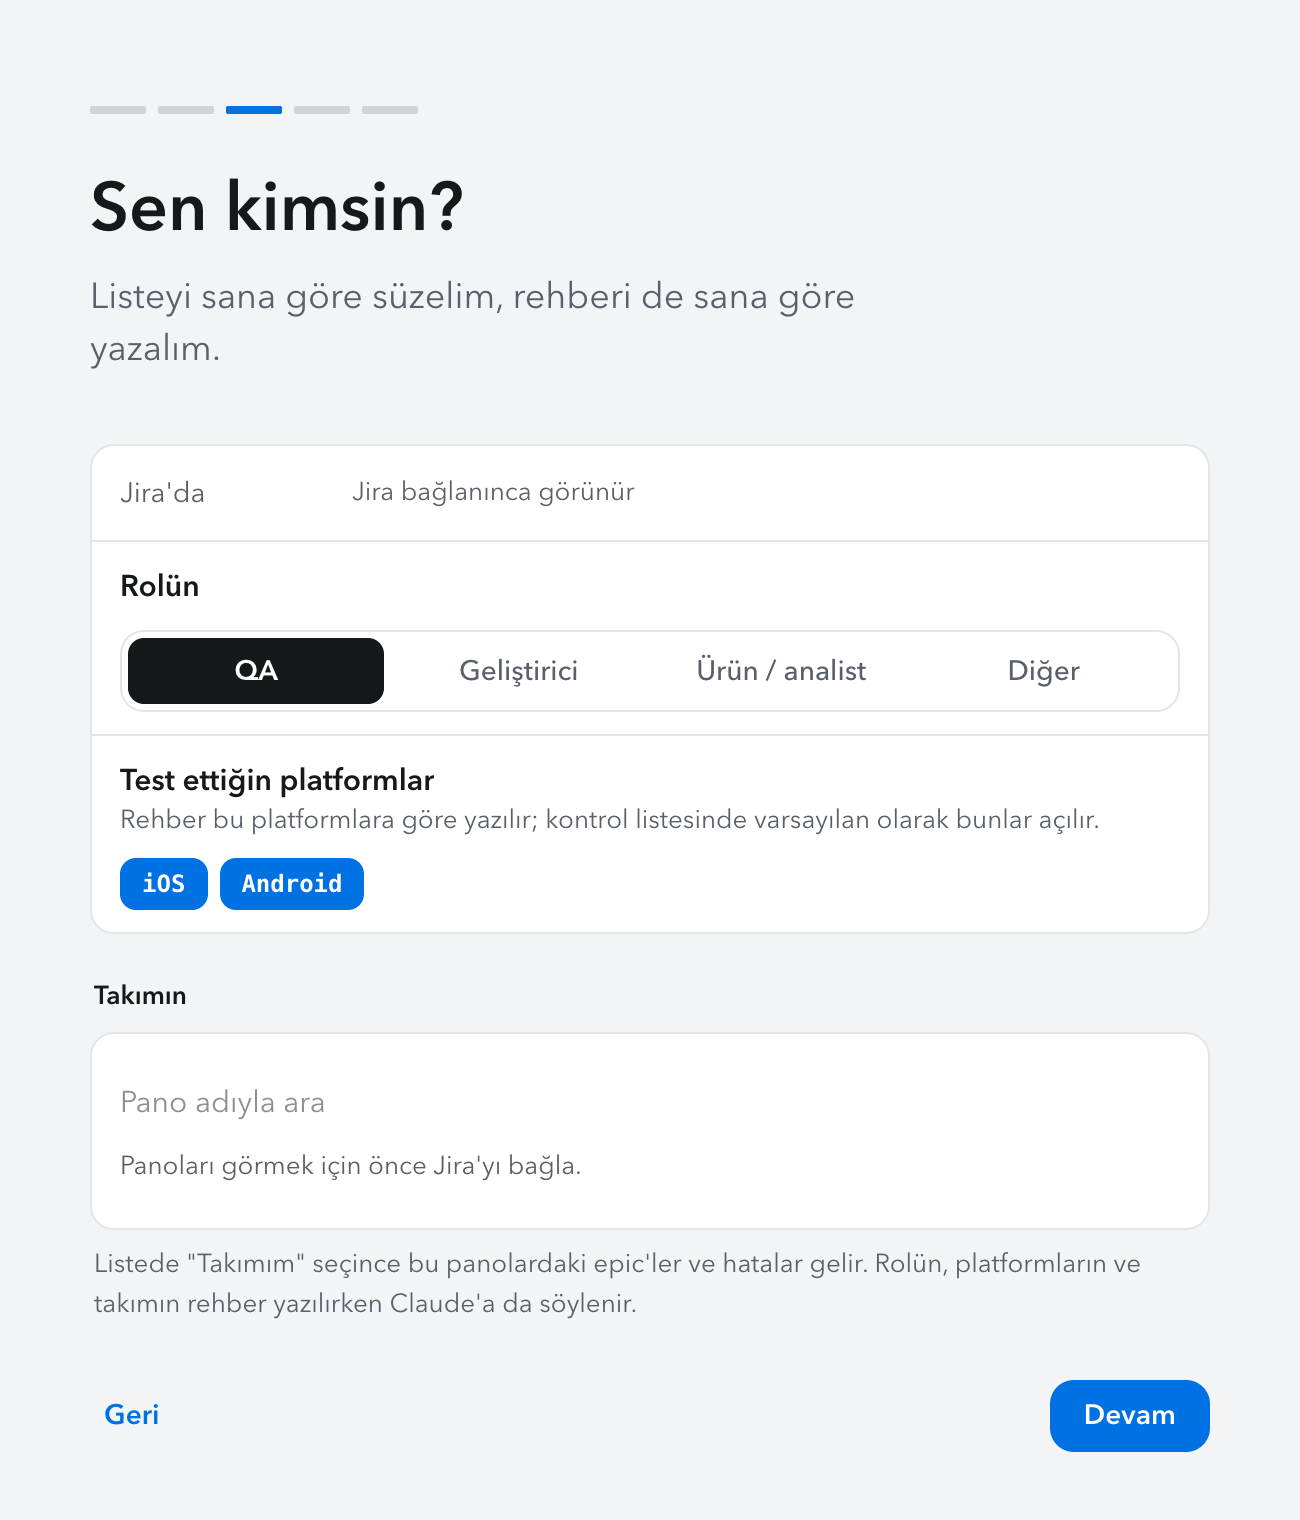 Sen kimsin?
Listeyi sana göre süzelim, rehberi de sana göre
yazalım.
Jira'da
Jira bağlanınca görünür
Rolün
QA
Geliştirici
Ürün / analist
Diğer
Test ettiğin platformlar
Rehber bu platformlara göre yazılır; kontrol listesinde varsayılan olarak bunlar açılır.
iOS
Android
Takımın
Pano adıyla ara
Panoları görmek için önce Jira'yı bağla.
Listede "Takımım" seçince bu panolardaki epic'ler ve hatalar gelir. Rolün, platformların ve
takımın rehber yazılırken Claude'a da söylenir.
Geri
Devam